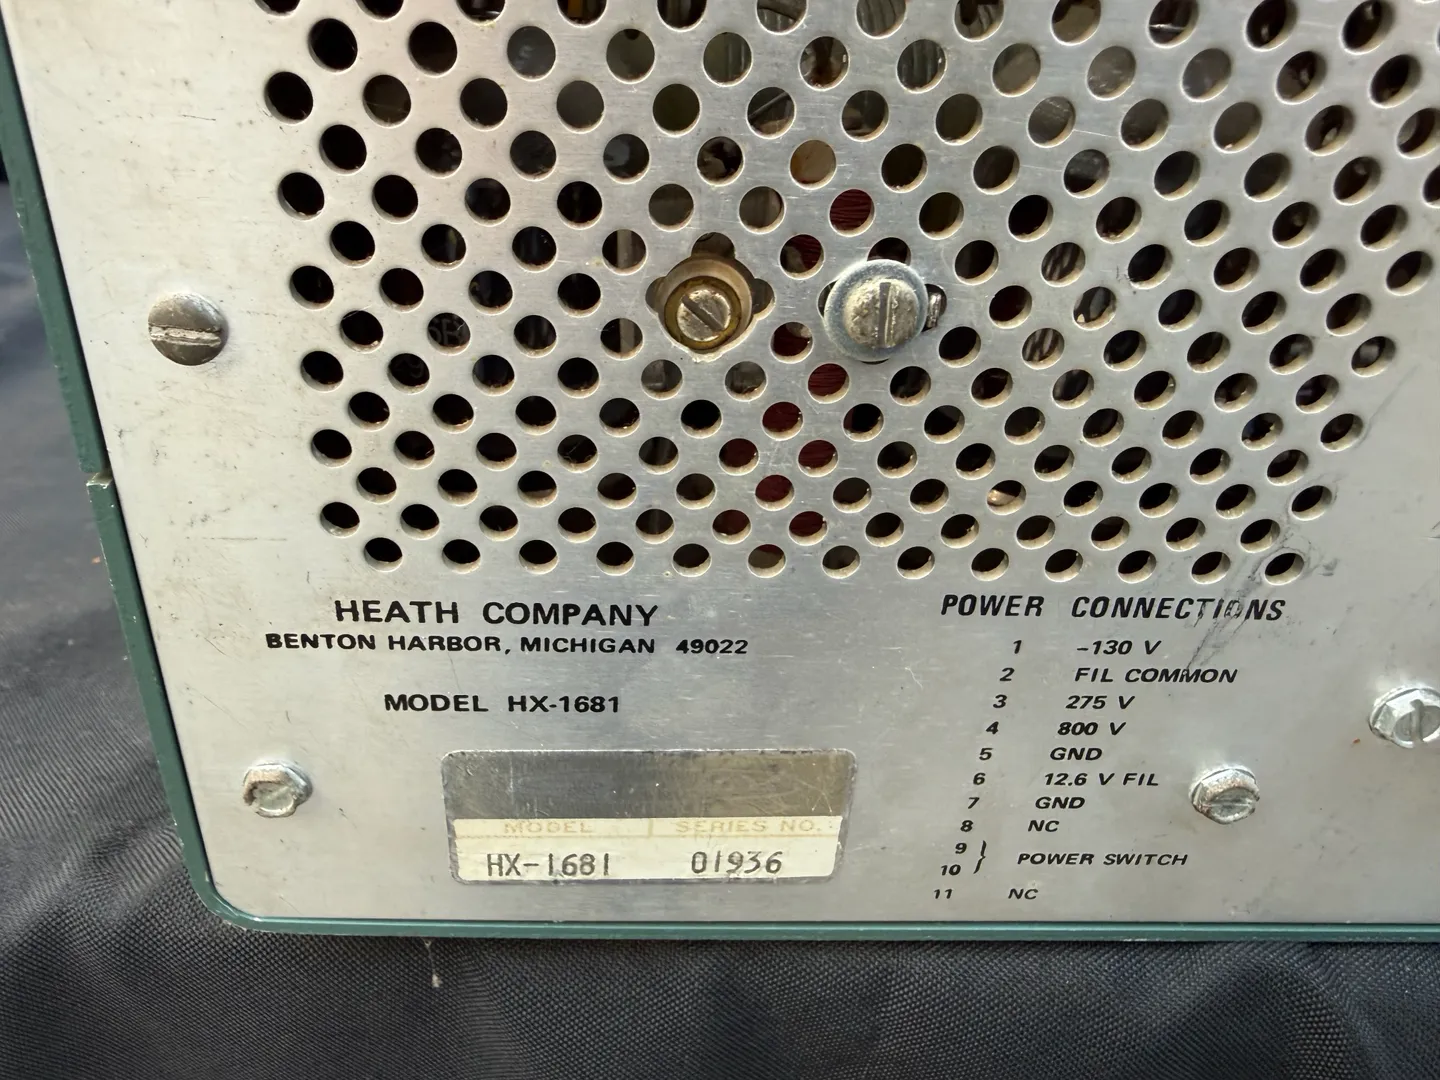 HEATH COMPANY
BENTON HARBOR, MICHIGAN 49022
MODEL HX-1681
MODEL SERIES NO.
HX-1681 01936
POWER CONNECTIONS
1 -130 V
2 FIL COMMON
3 275 V
4 800 V
5 GND
6 12.6 V FIL
7 GND
8 NC
9
10 } POWER SWITCH
11 NC